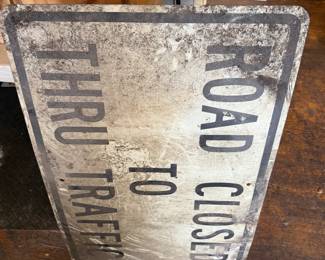 ROAD CLOSED
TO
THRU TRAFFIC